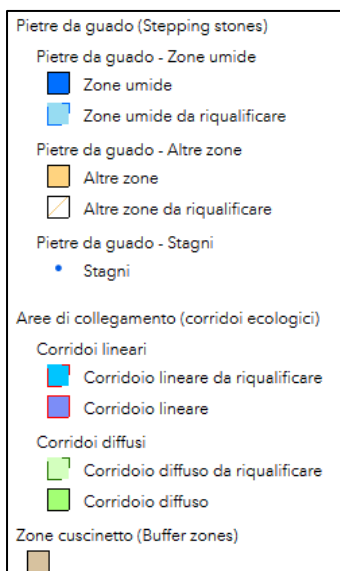 Pietre da guado (Stepping stones)
Pietre da guado - Zone umide
Zone umide
Zone umide da riqualificare
Pietre da guado - Altre zone
Altre zone
Altre zone da riqualificare
Pietre da guado - Stagni
Stagni
Aree di collegamento (corridoi ecologici)
Corridoi lineari
Corridoio lineare da riqualificare
Corridoio lineare
Corridoi diffusi
Corridoio diffuso da riqualificare
Corridoio diffuso
Zone cuscinetto (Buffer zones)